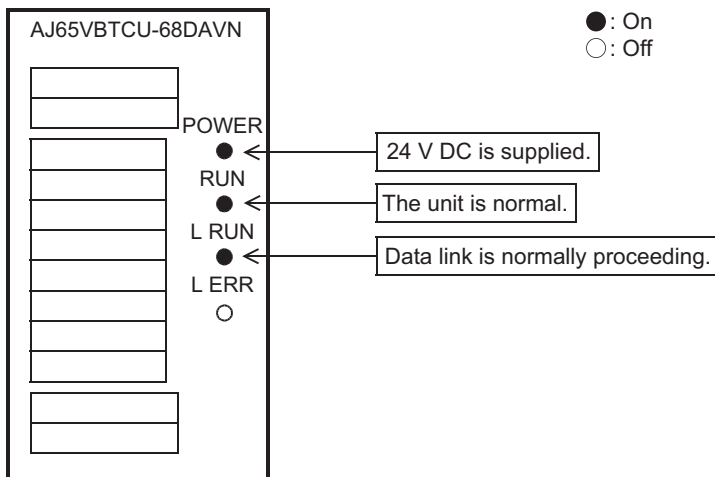 AJ65VBTCU-68DAVN
●: On
○: Off
POWER
24 V DC is supplied.
RUN
The unit is normal.
L RUN
Data link is normally proceeding.
L ERR